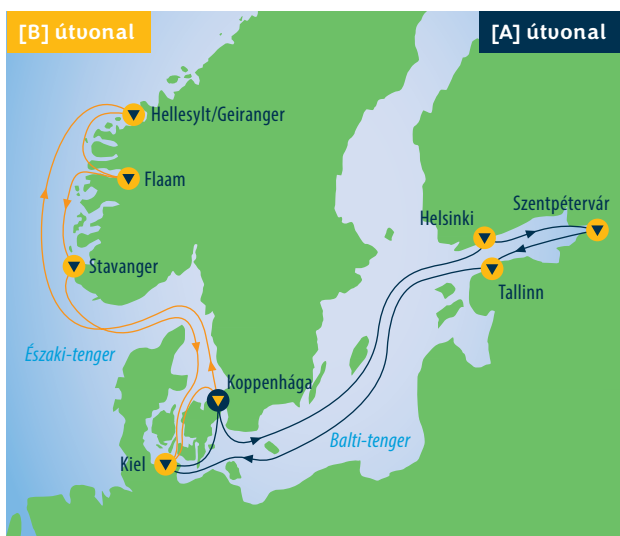 [B] útvonal
[A] útvonal
Hellesylt/Geiranger
Flaam
Szentpétervár
Helsinki
Stavanger
Tallinn
Északi-tenger
Koppenhága
Balti-tenger
Kiel